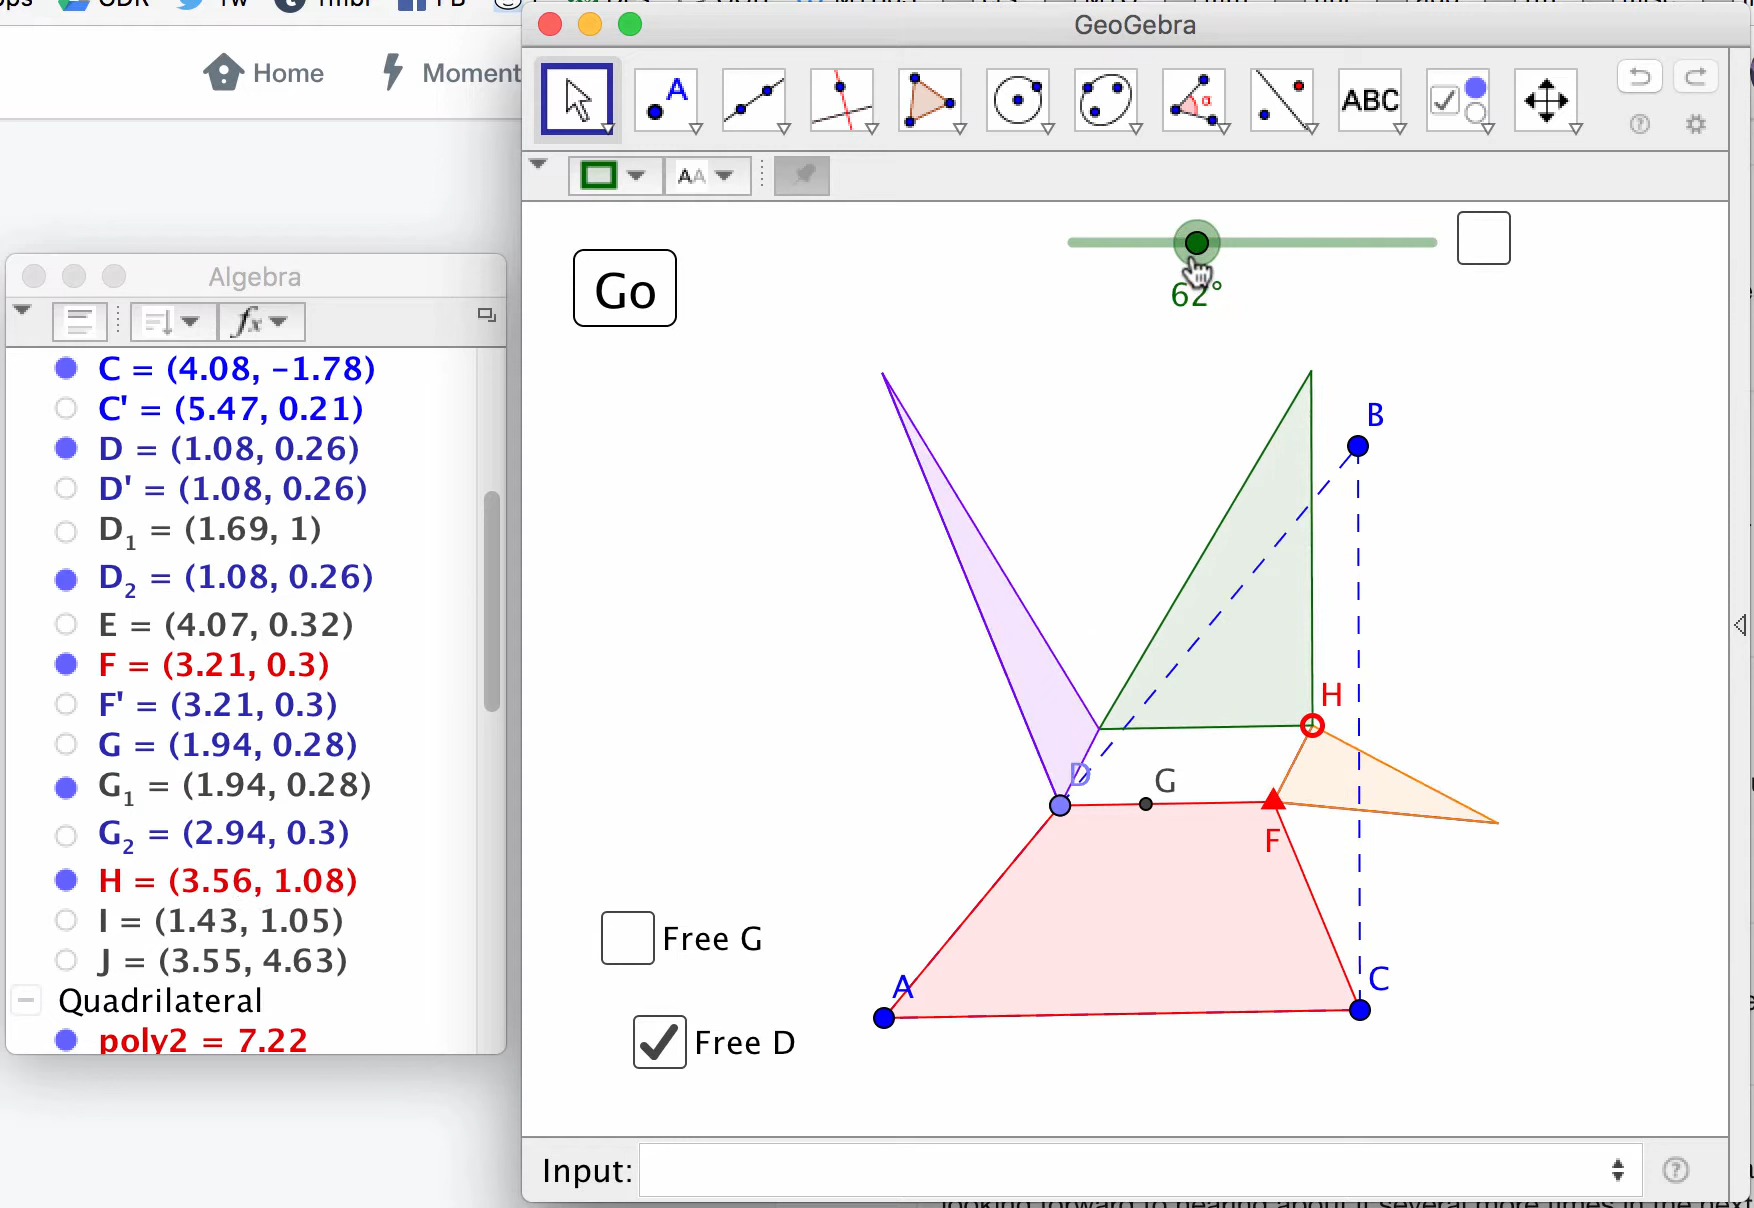 GeoGebra
Home
Moment
A
ABC
α
AA
Go
62°
Algebra
fx
C = (4.08, −1.78)
C' = (5.47, 0.21)
D = (1.08, 0.26)
D' = (1.08, 0.26)
D₁ = (1.69, 1)
D₂ = (1.08, 0.26)
E = (4.07, 0.32)
F = (3.21, 0.3)
F' = (3.21, 0.3)
G = (1.94, 0.28)
G₁ = (1.94, 0.28)
G₂ = (2.94, 0.3)
H = (3.56, 1.08)
I = (1.43, 1.05)
J = (3.55, 4.63)
Quadrilateral
poly2 = 7.22
B
H
D
G
F
A
C
Free G
Free D
Input: